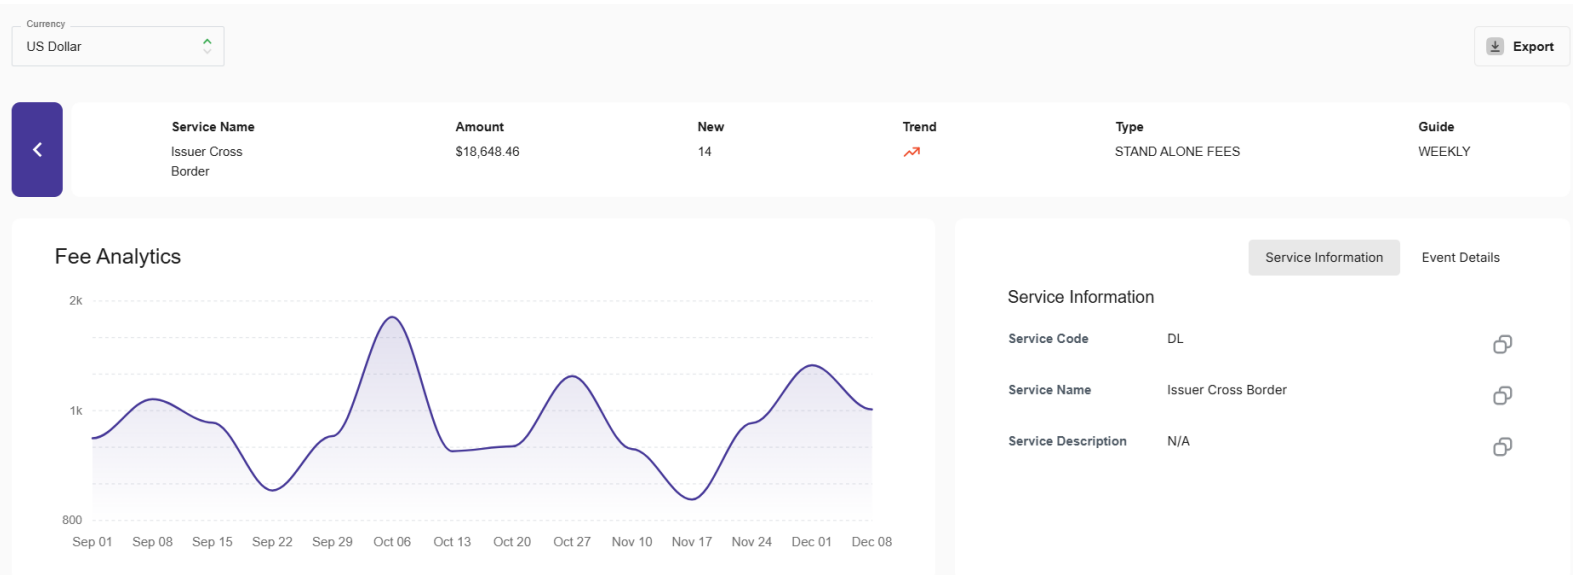 Currency
US Dollar
Export
Service Name
Amount
New
Trend
Type
Guide
Issuer Cross
Border
$18,648.46
14
STAND ALONE FEES
WEEKLY
Fee Analytics
2k
1k
800
Sep 01 Sep 08 Sep 15 Sep 22 Sep 29 Oct 06 Oct 13 Oct 20 Oct 27 Nov 10 Nov 17 Nov 24 Dec 01 Dec 08
Service Information
Event Details
Service Information
Service Code DL
Service Name Issuer Cross Border
Service Description N/A